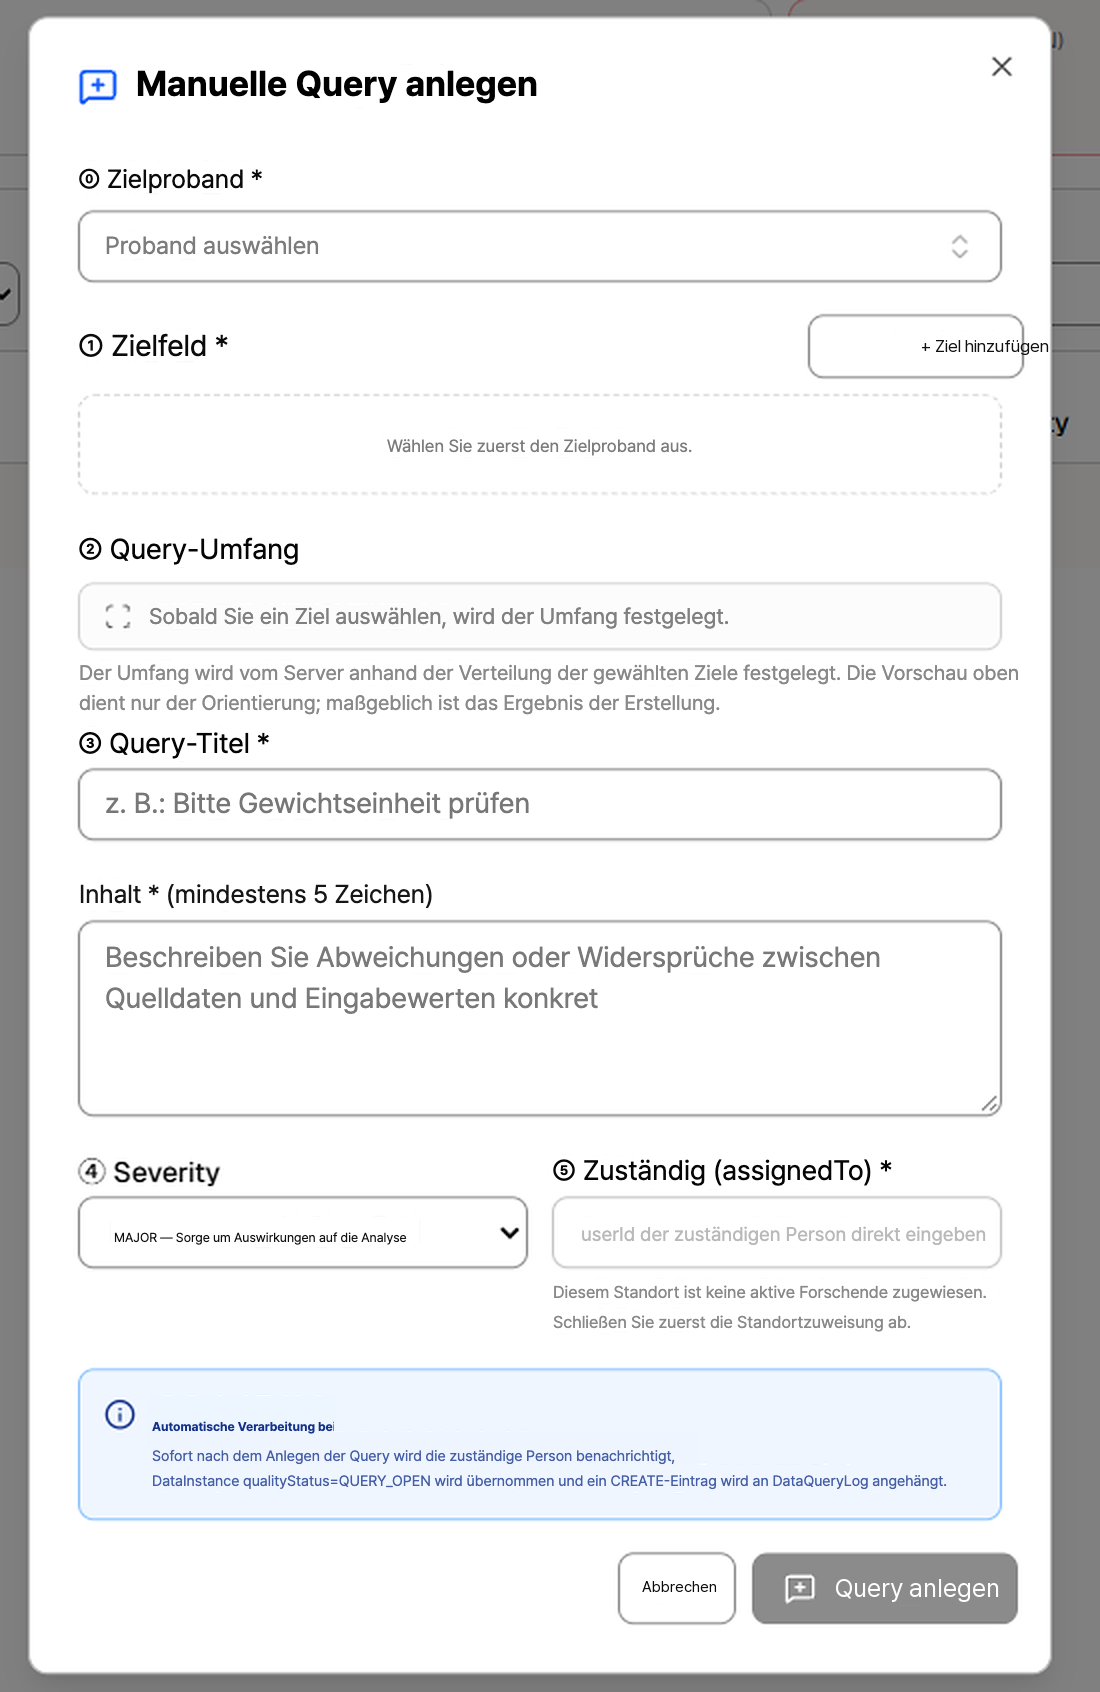 Manuelle Query anlegen
⓪ Zielproband *
Proband auswählen
① Zielfeld *
+ Ziel hinzufügen
Wählen Sie zuerst den Zielproband aus.
② Query-Umfang
Sobald Sie ein Ziel auswählen, wird der Umfang festgelegt.
Der Umfang wird vom Server anhand der Verteilung der gewählten Ziele festgelegt. Die Vorschau oben
dient nur der Orientierung; maßgeblich ist das Ergebnis der Erstellung.
③ Query-Titel *
z. B.: Bitte Gewichtseinheit prüfen
Inhalt * (mindestens 5 Zeichen)
Beschreiben Sie Abweichungen oder Widersprüche zwischen
Quelldaten und Eingabewerten konkret
④ Severity
MAJOR — Sorge um Auswirkungen auf die Analyse
⑤ Zuständig (assignedTo) *
userId der zuständigen Person direkt eingeben
Diesem Standort ist keine aktive Forschende zugewiesen.
Schließen Sie zuerst die Standortzuweisung ab.
Automatische Verarbeitung bei
Sofort nach dem Anlegen der Query wird die zuständige Person benachrichtigt,
DataInstance qualityStatus=QUERY_OPEN wird übernommen und ein CREATE-Eintrag wird an DataQueryLog angehängt.
Abbrechen
Query anlegen